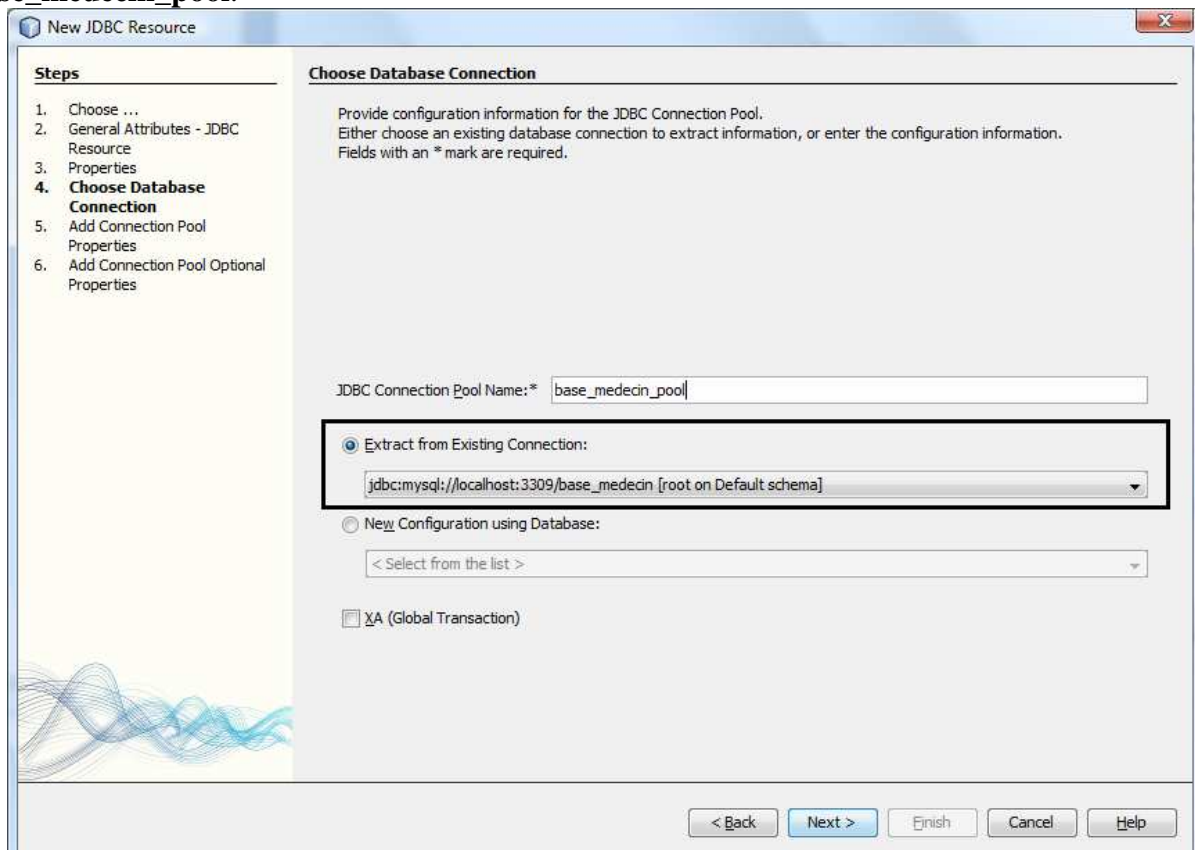 New JDBC Resource
Steps
1. Choose ...
2. General Attributes - JDBC
Resource
3. Properties
4. Choose Database
Connection
5. Add Connection Pool
Properties
6. Add Connection Pool Optional
Properties
Choose Database Connection
Provide configuration information for the JDBC Connection Pool.
Either choose an existing database connection to extract information, or enter the configuration information.
Fields with an * mark are required.
JDBC Connection Pool Name:* base_medecin_pool
Extract from Existing Connection:
jdbc:mysql://localhost:3309/base_medecin [root on Default schema]
New Configuration using Database:
< Select from the list >
XA (Global Transaction)
< Back Next > Finish Cancel Help